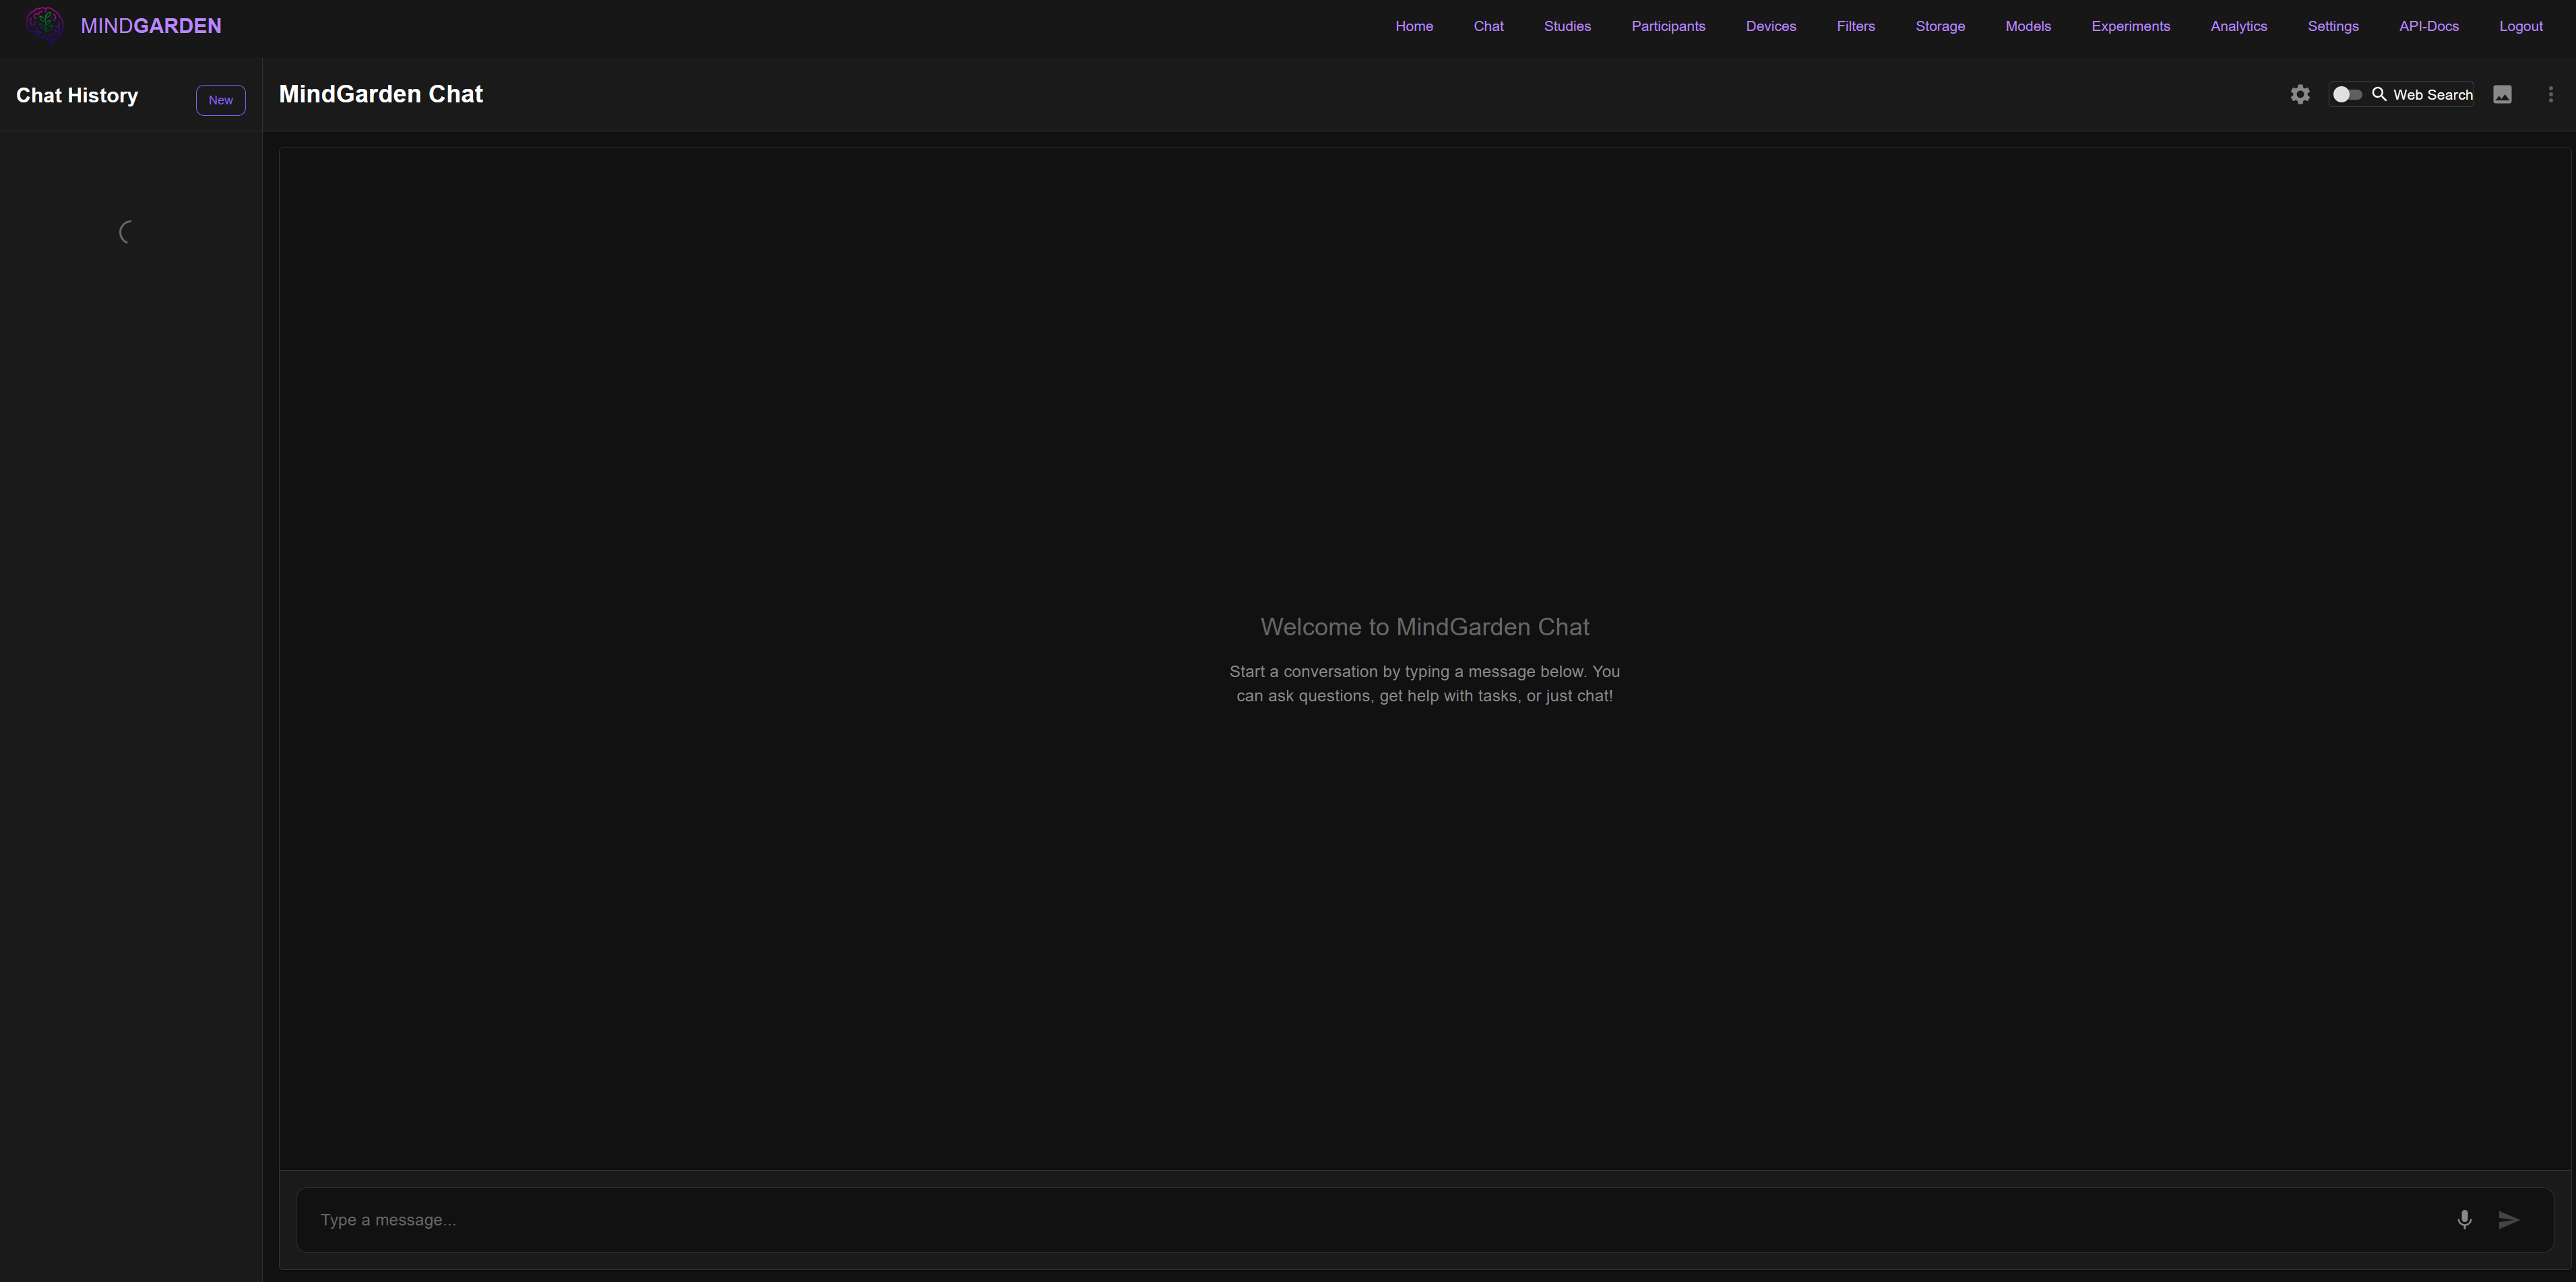 MINDGARDEN
Home Chat Studies Participants Devices Filters Storage Models Experiments Analytics Settings API-Docs Logout
Chat History
New
MindGarden Chat
Web Search
Welcome to MindGarden Chat
Start a conversation by typing a message below. You
can ask questions, get help with tasks, or just chat!
Type a message...